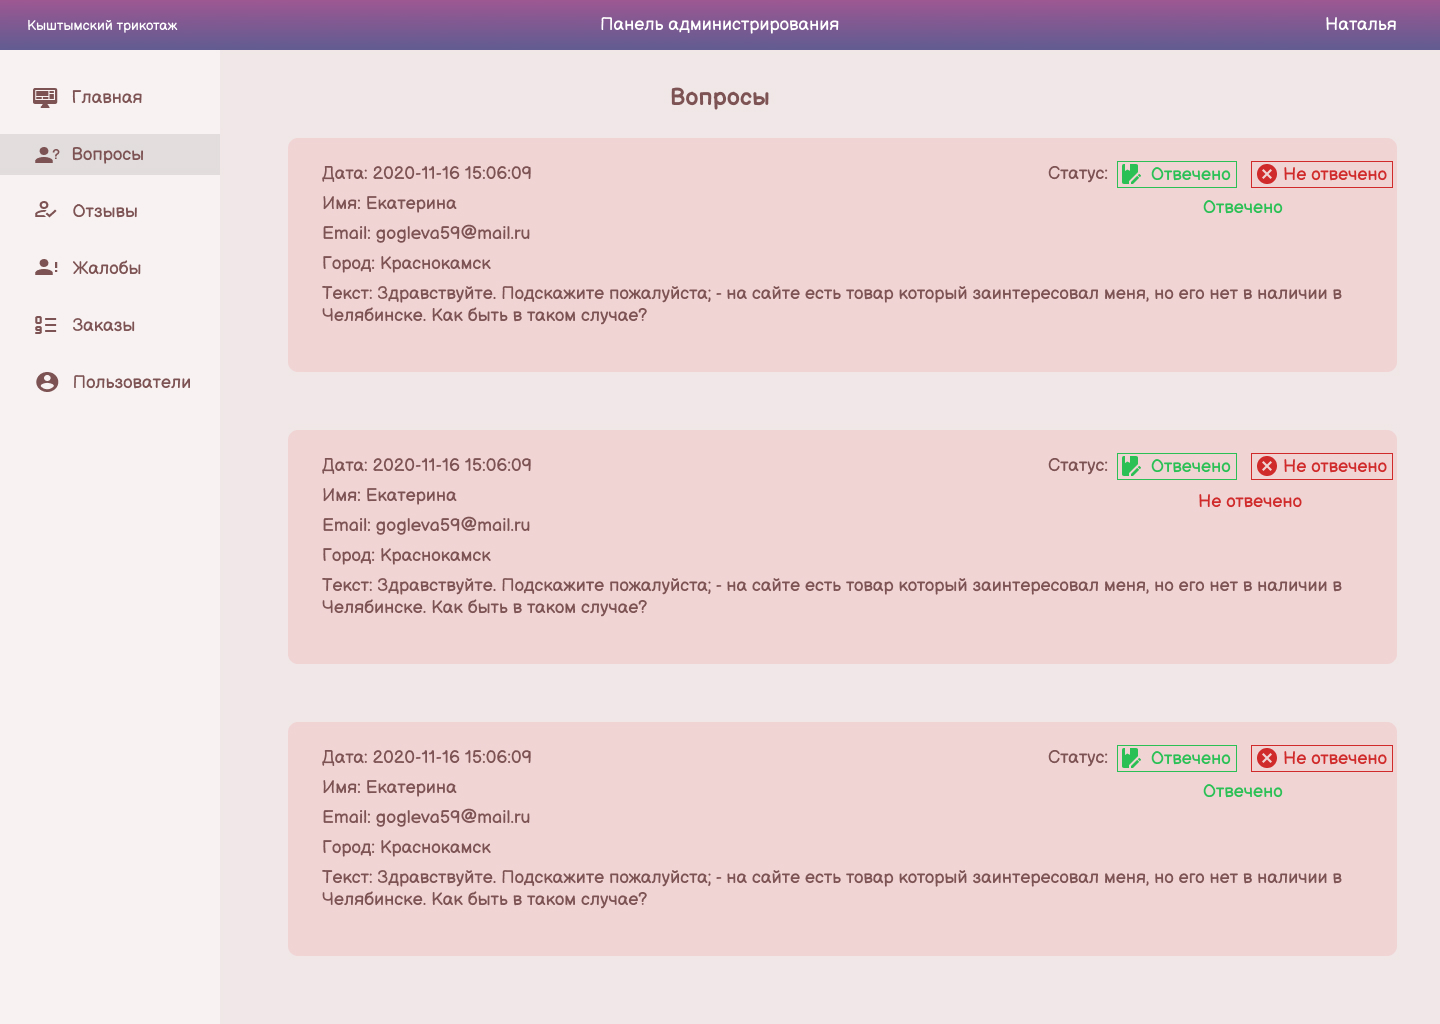 Кыштымский трикотаж
Панель администрирования
Наталья
Главная
Вопросы
Отзывы
Жалобы
Заказы
Пользователи
Вопросы
Дата: 2020-11-16 15:06:09
Статус: Отвечено Не отвечено
Имя: Екатерина
Отвечено
Email: gogleva59@mail.ru
Город: Краснокамск
Текст: Здравствуйте. Подскажите пожалуйста; - на сайте есть товар который заинтересовал меня, но его нет в наличии в
Челябинске. Как быть в таком случае?
Дата: 2020-11-16 15:06:09
Статус: Отвечено Не отвечено
Имя: Екатерина
Не отвечено
Email: gogleva59@mail.ru
Город: Краснокамск
Текст: Здравствуйте. Подскажите пожалуйста; - на сайте есть товар который заинтересовал меня, но его нет в наличии в
Челябинске. Как быть в таком случае?
Дата: 2020-11-16 15:06:09
Статус: Отвечено Не отвечено
Имя: Екатерина
Отвечено
Email: gogleva59@mail.ru
Город: Краснокамск
Текст: Здравствуйте. Подскажите пожалуйста; - на сайте есть товар который заинтересовал меня, но его нет в наличии в
Челябинске. Как быть в таком случае?